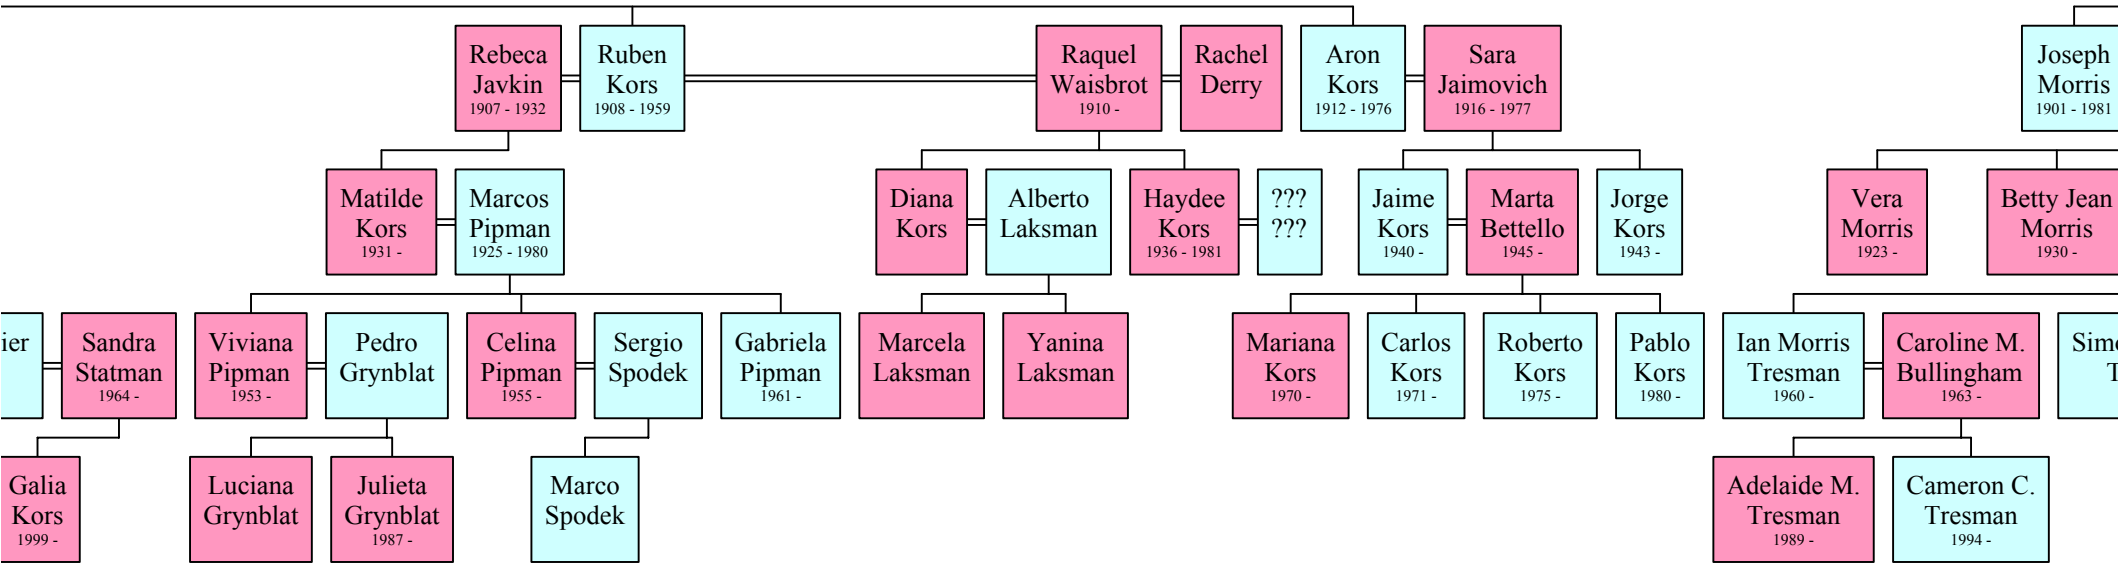 Rebeca
Javkin
1907 - 1932
Ruben
Kors
1908 - 1959
Raquel
Waisbrot
1910 -
Rachel
Derry
Aron
Kors
1912 - 1976
Sara
Jaimovich
1916 - 1977
Joseph
Morris
1901 - 1981
Matilde
Kors
1931 -
Marcos
Pipman
1925 - 1980
Diana
Kors
Alberto
Laksman
Haydee
Kors
1936 - 1981
???
???
Jaime
Kors
1940 -
Marta
Bettello
1945 -
Jorge
Kors
1943 -
Vera
Morris
1923 -
Betty Jean
Morris
1930 -
ier
Sandra
Statman
1964 -
Viviana
Pipman
1953 -
Pedro
Grynblat
Celina
Pipman
1955 -
Sergio
Spodek
Gabriela
Pipman
1961 -
Marcela
Laksman
Yanina
Laksman
Mariana
Kors
1970 -
Carlos
Kors
1971 -
Roberto
Kors
1975 -
Pablo
Kors
1980 -
Ian Morris
Tresman
1960 -
Caroline M.
Bullingham
1963 -
Galia
Kors
1999 -
Luciana
Grynblat
Julieta
Grynblat
1987 -
Marco
Spodek
Adelaide M.
Tresman
1989 -
Cameron C.
Tresman
1994 -